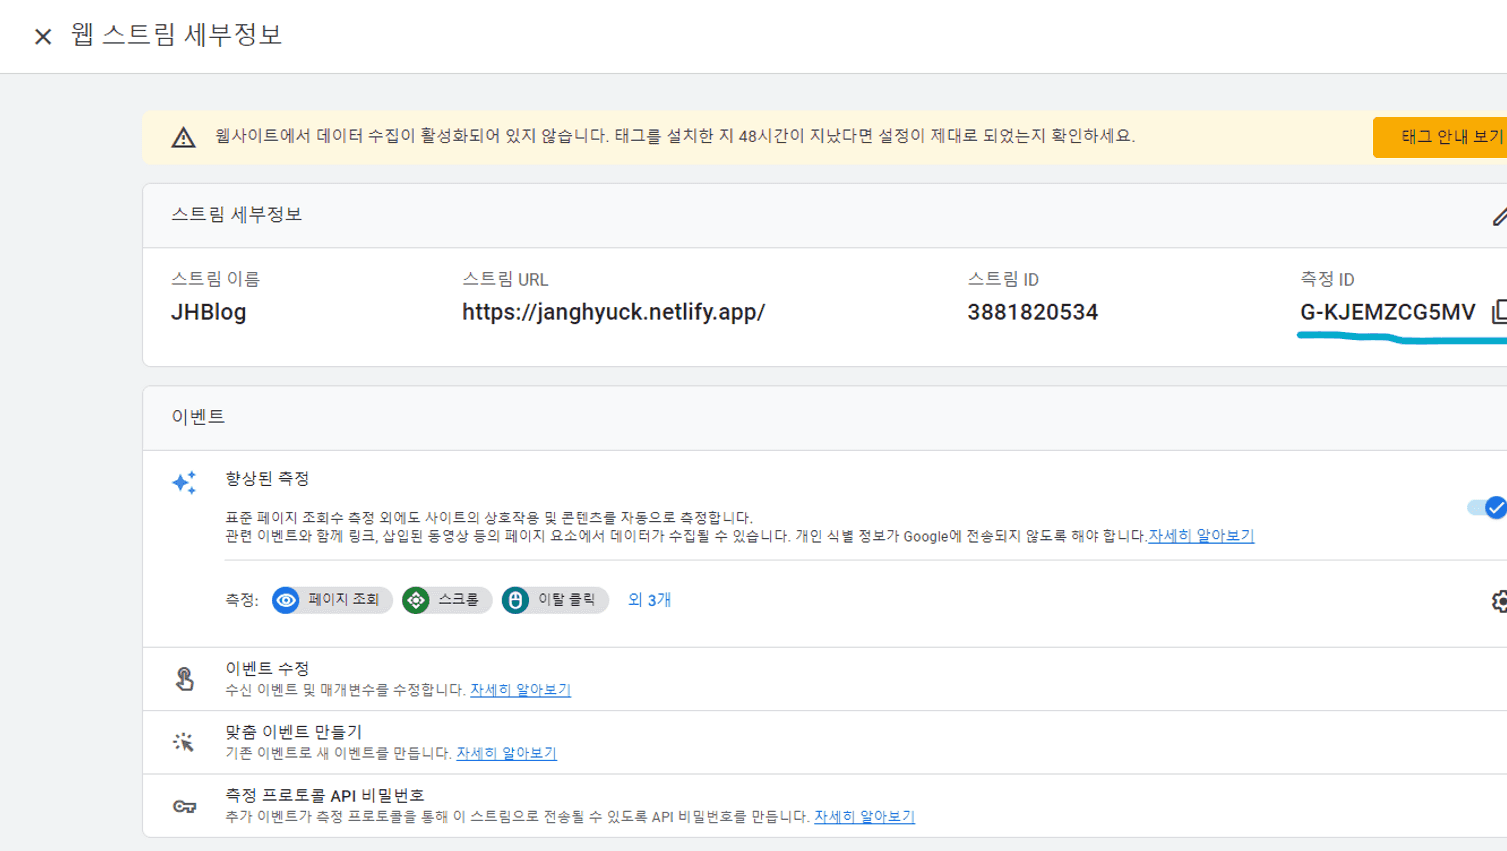 웹 스트림 세부정보
웹사이트에서 데이터 수집이 활성화되어 있지 않습니다. 태그를 설치한 지 48시간이 지났다면 설정이 제대로 되었는지 확인하세요.
태그 안내 보기
스트림 세부정보
스트림 이름
JHBlog
스트림 URL
https://janghyuck.netlify.app/
스트림 ID
3881820534
측정 ID
G-KJEMZCG5MV
이벤트
향상된 측정
표준 페이지 조회수 측정 외에도 사이트의 상호작용 및 콘텐츠를 자동으로 측정합니다.
관련 이벤트와 함께 링크, 삽입된 동영상 등의 페이지 요소에서 데이터가 수집될 수 있습니다. 개인 식별 정보가 Google에 전송되지 않도록 해야 합니다.자세히 알아보기
측정: 페이지 조회 스크롤 이탈 클릭 외 3개
이벤트 수정
수신 이벤트 및 매개변수를 수정합니다. 자세히 알아보기
맞춤 이벤트 만들기
기존 이벤트로 새 이벤트를 만듭니다. 자세히 알아보기
측정 프로토콜 API 비밀번호
추가 이벤트가 측정 프로토콜을 통해 이 스트림으로 전송될 수 있도록 API 비밀번호를 만듭니다. 자세히 알아보기